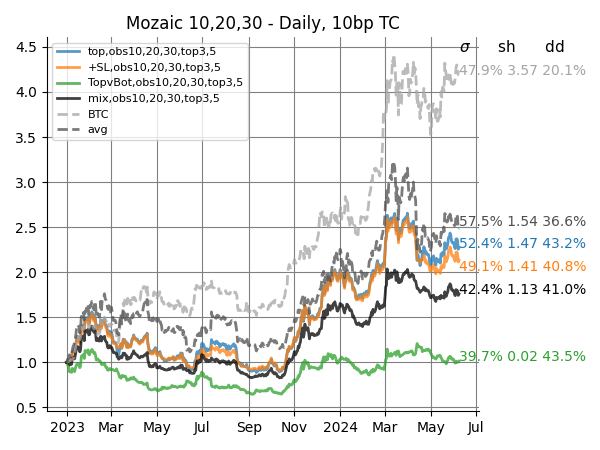 Mozaic 10,20,30 - Daily, 10bp TC
σ sh dd
top,obs10,20,30,top3,5
+SL,obs10,20,30,top3,5
TopvBot,obs10,20,30,top3,5
mix,obs10,20,30,top3,5
BTC
avg
4.5
4.0
3.5
3.0
2.5
2.0
1.5
1.0
0.5
47.9% 3.57 20.1%
57.5% 1.54 36.6%
52.4% 1.47 43.2%
49.1% 1.41 40.8%
42.4% 1.13 41.0%
39.7% 0.02 43.5%
2023 Mar May Jul Sep Nov 2024 Mar May Jul